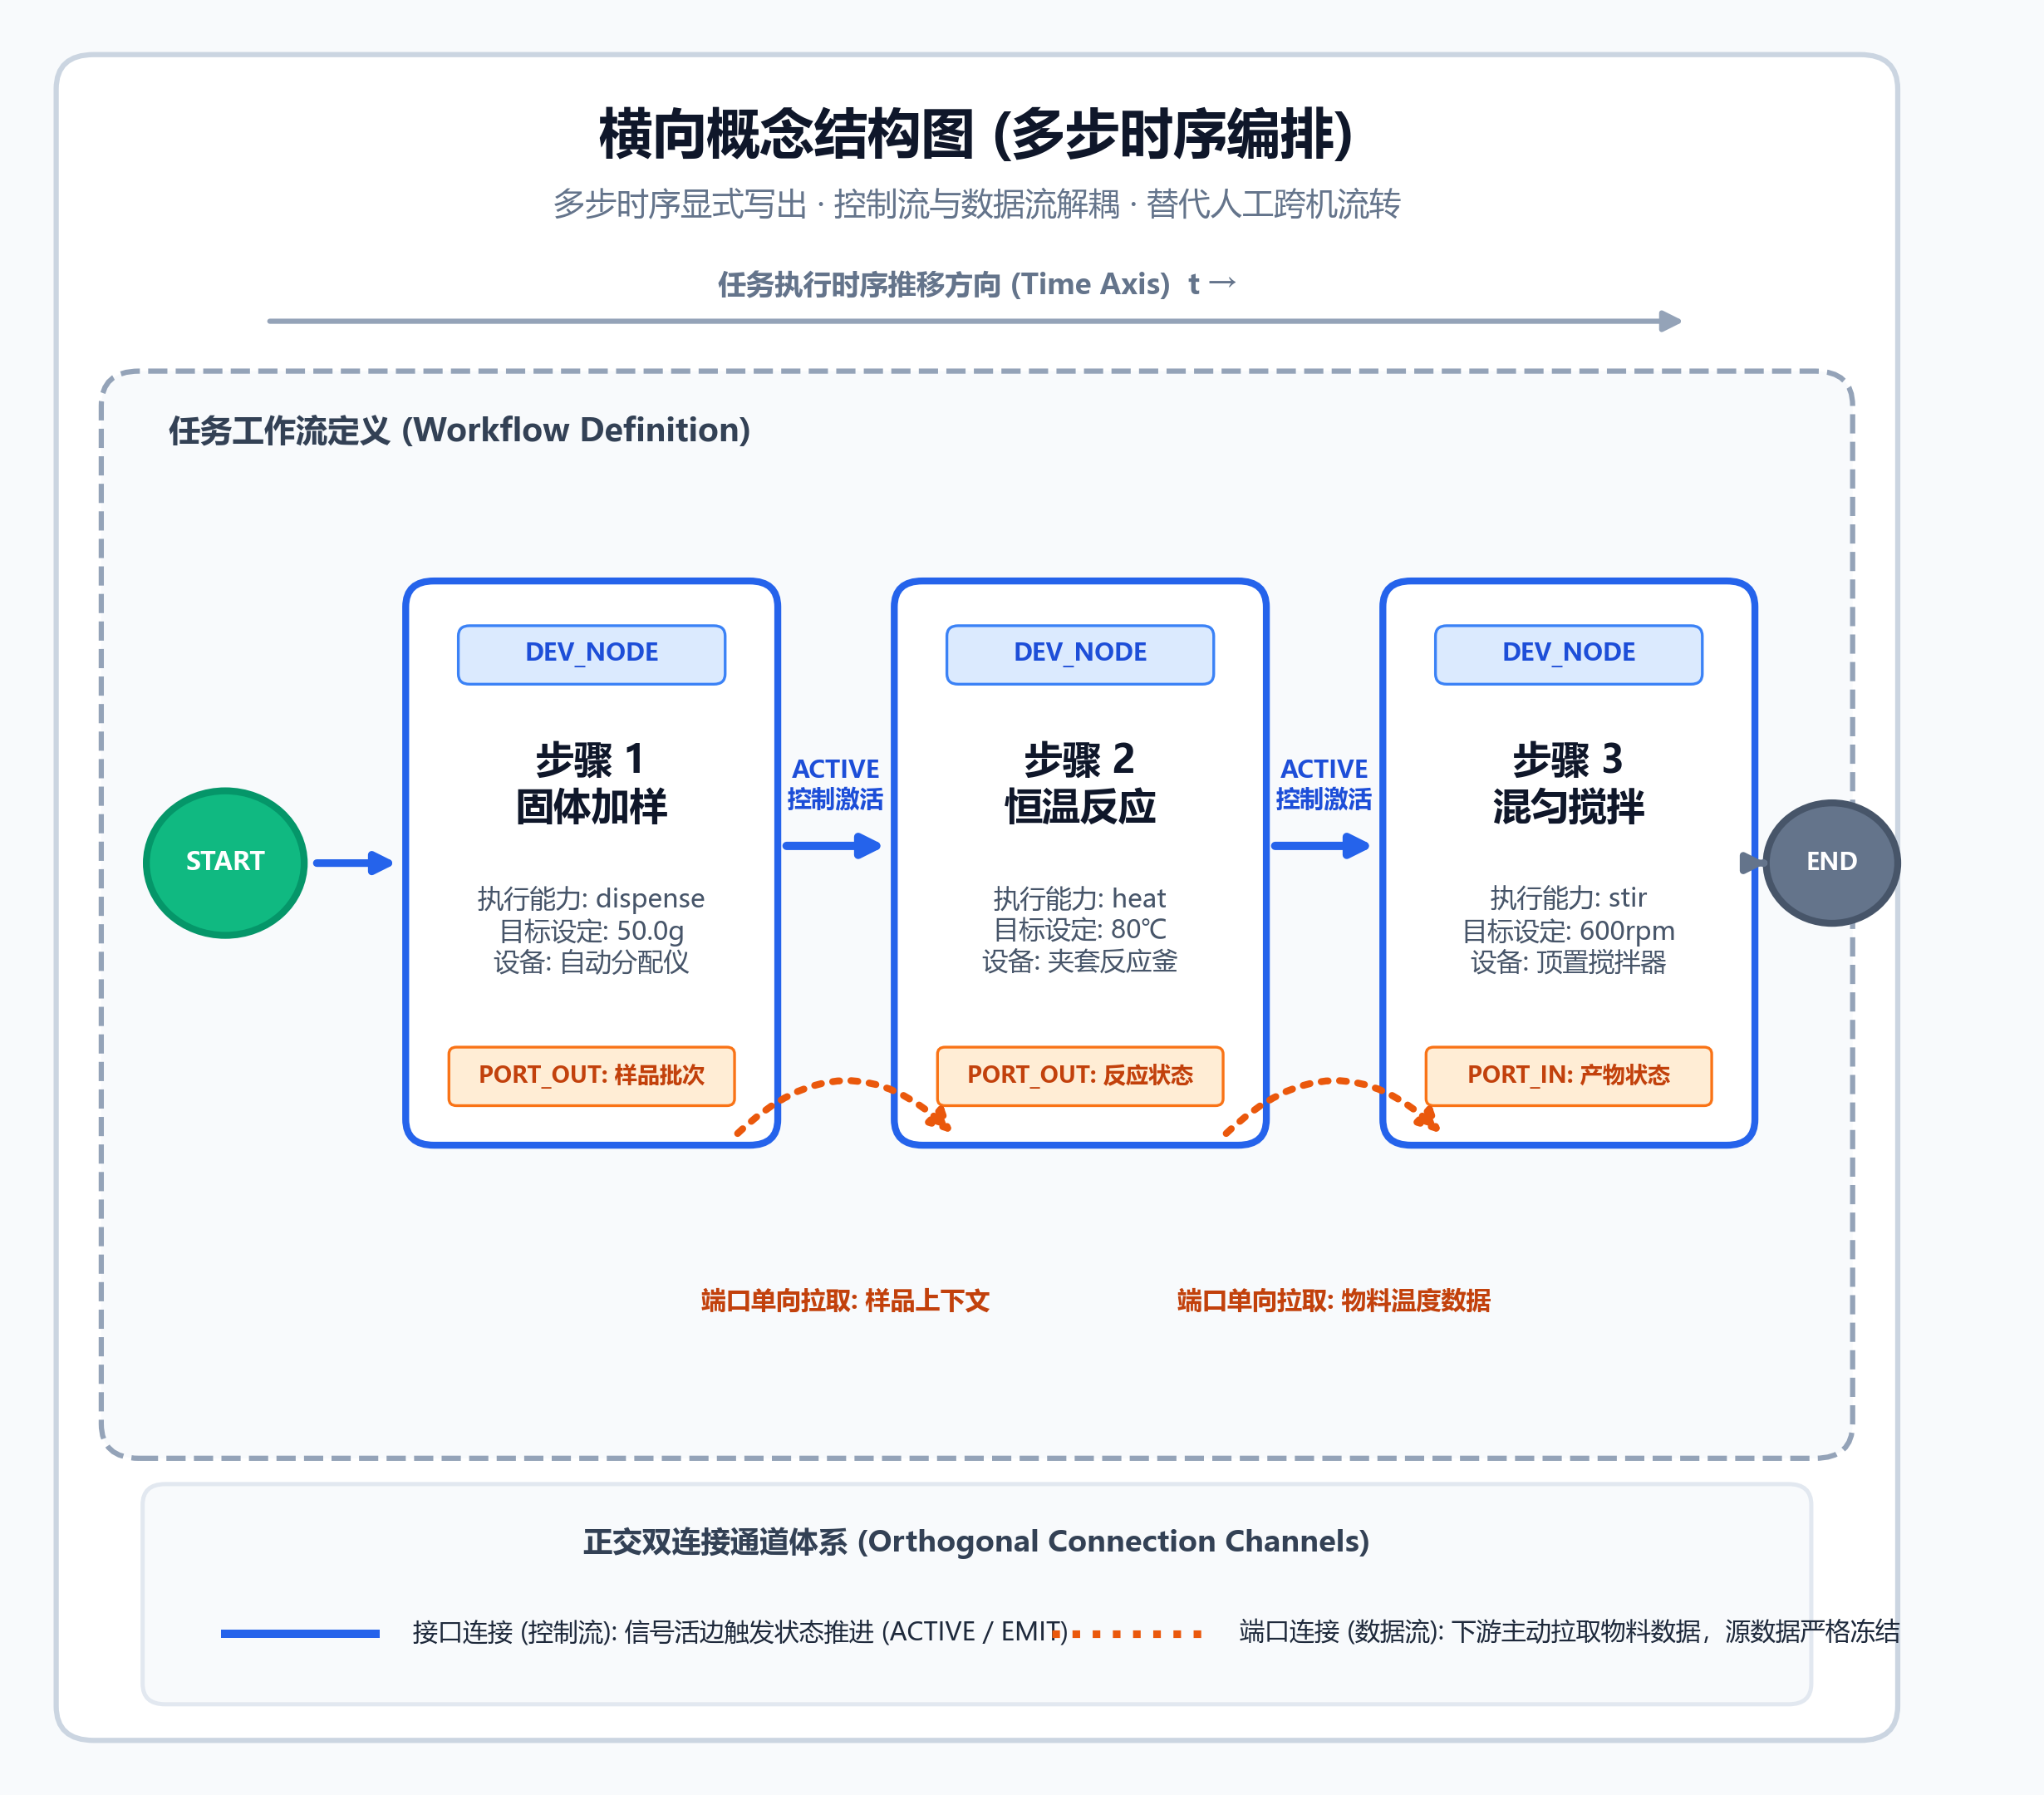 横向概念结构图 (多步时序编排)
多步时序显式写出 · 控制流与数据流解耦 · 替代人工跨机流转
任务执行时序推移方向 (Time Axis)  t →
任务工作流定义 (Workflow Definition)
START
DEV_NODE
步骤 1
固体加样
执行能力: dispense
目标设定: 50.0g
设备: 自动分配仪
PORT_OUT: 样品批次
ACTIVE
控制激活
DEV_NODE
步骤 2
恒温反应
执行能力: heat
目标设定: 80℃
设备: 夹套反应釜
PORT_OUT: 反应状态
ACTIVE
控制激活
DEV_NODE
步骤 3
混匀搅拌
执行能力: stir
目标设定: 600rpm
设备: 顶置搅拌器
PORT_IN: 产物状态
END
端口单向拉取: 样品上下文
端口单向拉取: 物料温度数据
正交双连接通道体系 (Orthogonal Connection Channels)
接口连接 (控制流): 信号活边触发状态推进 (ACTIVE / EMIT)
端口连接 (数据流): 下游主动拉取物料数据，源数据严格冻结